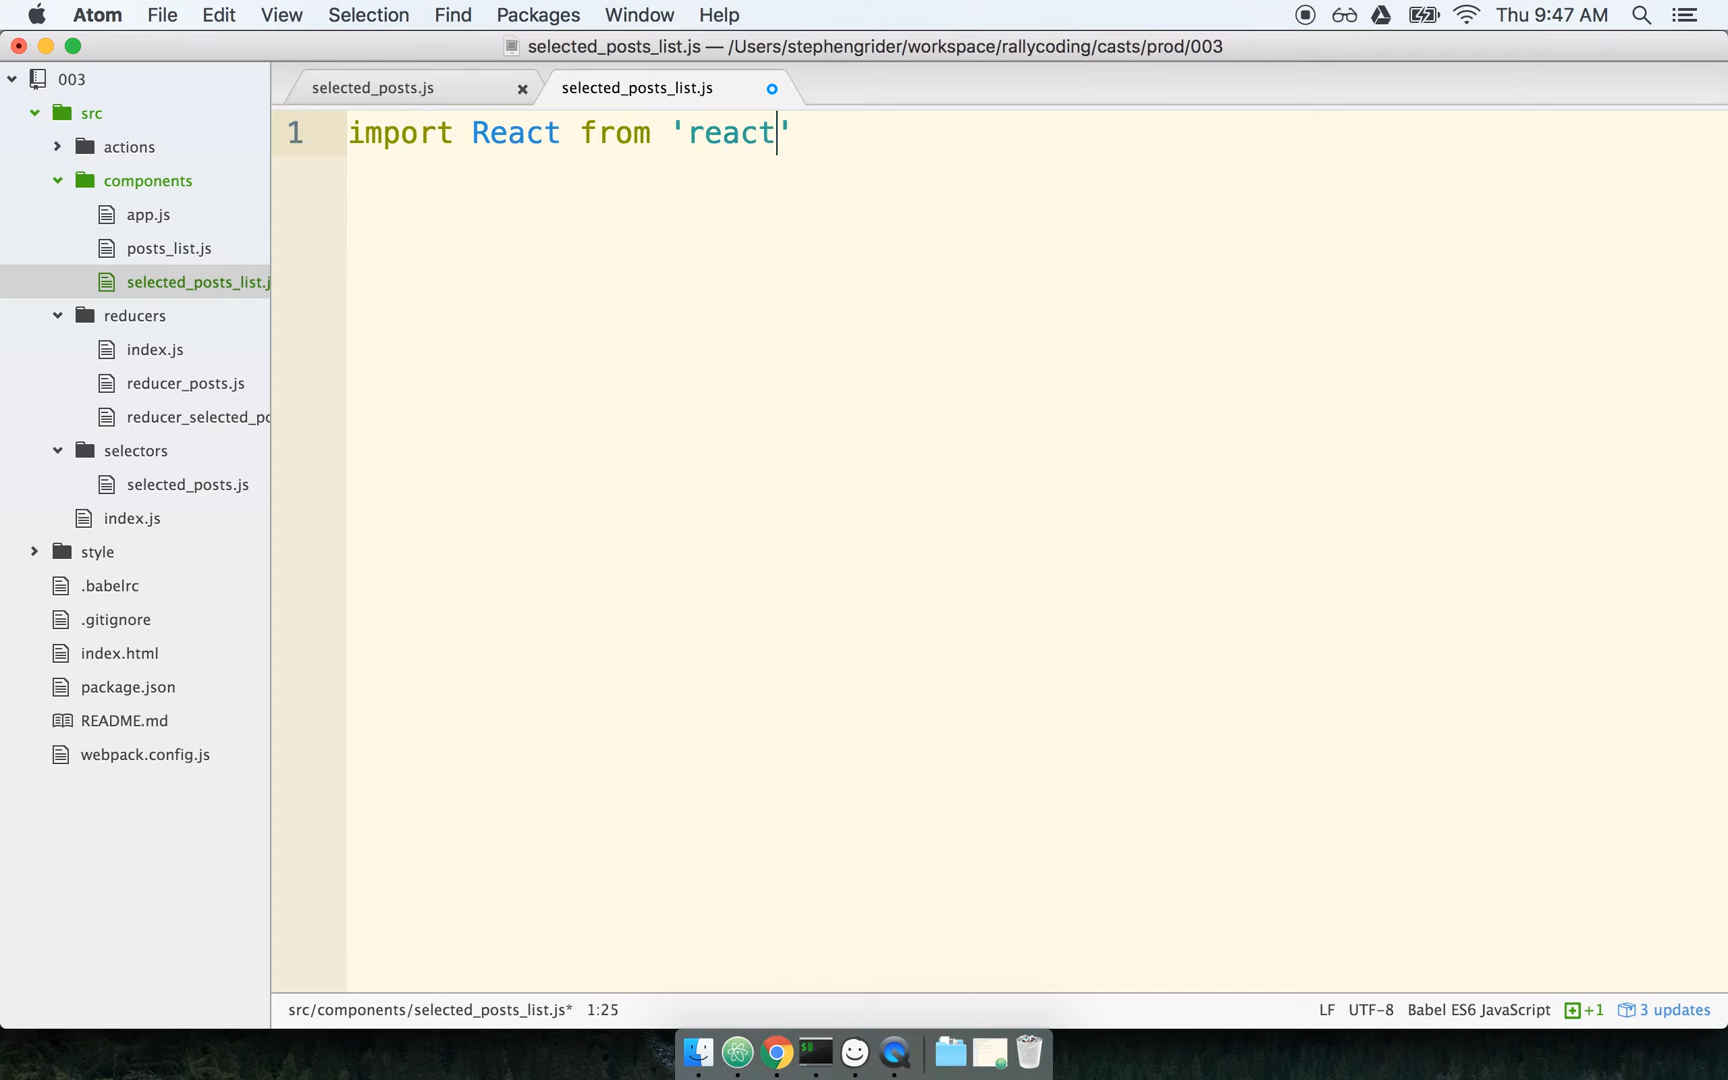 Atom File Edit View Selection Find Packages Window Help Thu 9:47 AM
selected_posts_list.js — /Users/stephengrider/workspace/rallycoding/casts/prod/003
003
selected_posts.js selected_posts_list.js
src
1 import React from 'react'
actions
components
app.js
posts_list.js
selected_posts_list.j
reducers
index.js
reducer_posts.js
reducer_selected_po
selectors
selected_posts.js
index.js
style
.babelrc
.gitignore
index.html
package.json
README.md
webpack.config.js
src/components/selected_posts_list.js* 1:25 LF UTF-8 Babel ES6 JavaScript +1 3 updates